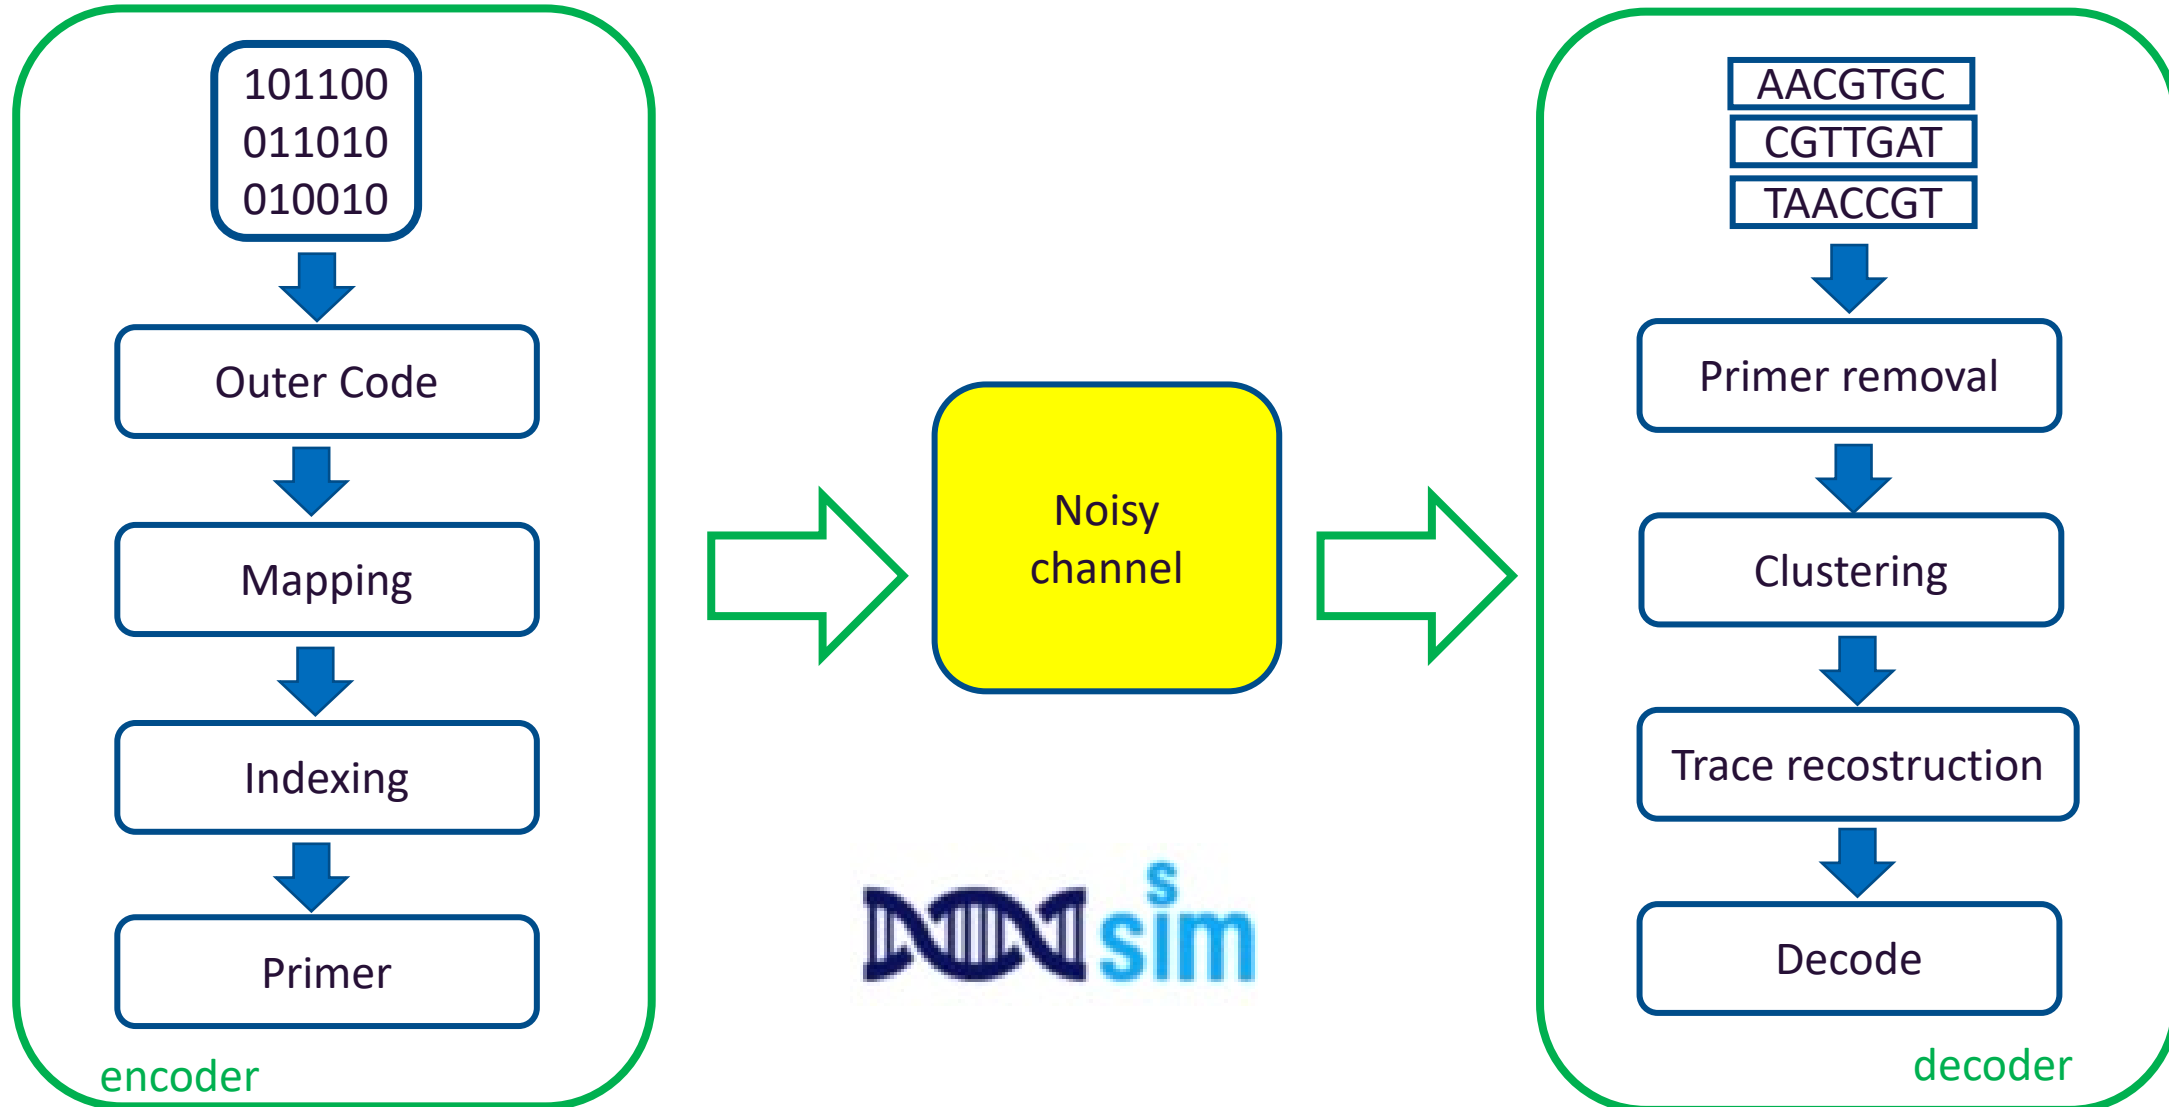 101100
011010
010010
Outer Code
Mapping
Indexing
Primer
encoder
Noisy
channel
s
sim
AACGTGC
CGTTGAT
TAACCGT
Primer removal
Clustering
Trace recostruction
Decode
decoder